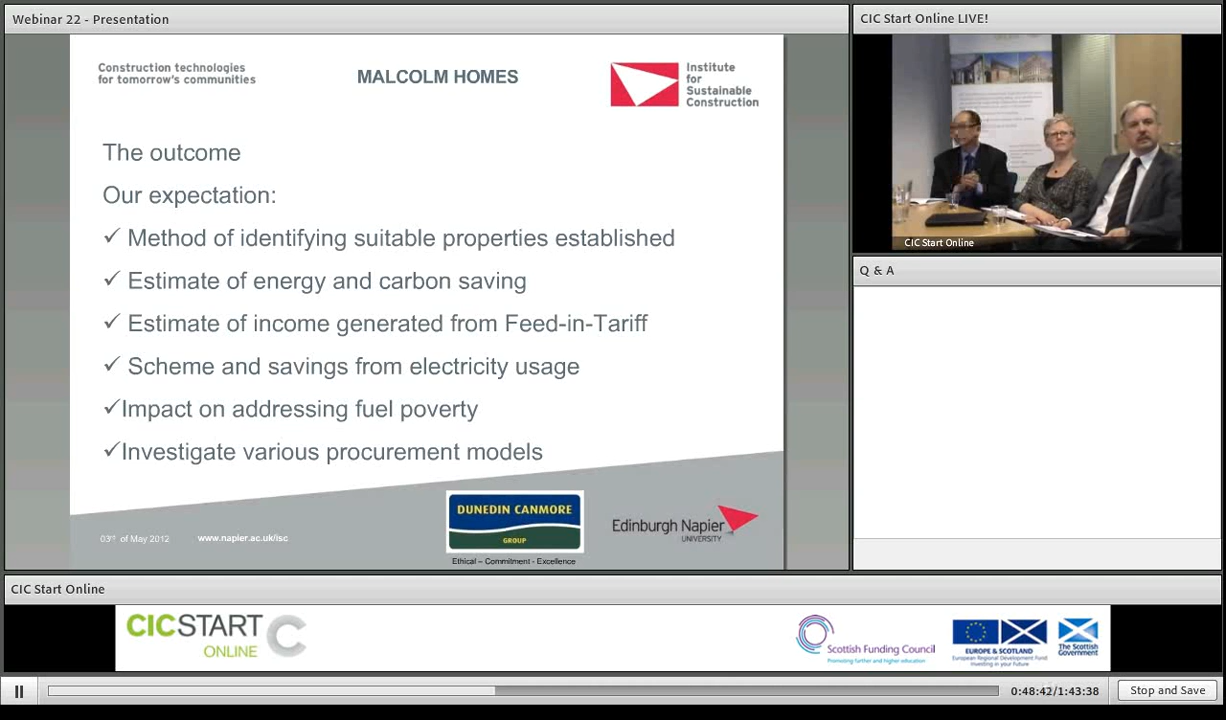 Webinar 22 - Presentation
Construction technologies
for tomorrow's communities
MALCOLM HOMES
Institute
for
Sustainable
Construction
The outcome
Our expectation:
✓ Method of identifying suitable properties established
✓ Estimate of energy and carbon saving
✓ Estimate of income generated from Feed-in-Tariff
✓ Scheme and savings from electricity usage
✓Impact on addressing fuel poverty
✓Investigate various procurement models
DUNEDIN CANMORE
GROUP
Ethical – Commitment - Excellence
Edinburgh Napier
UNIVERSITY
03rd of May 2012
www.napier.ac.uk/isc
CIC Start Online LIVE!
CIC Start Online
Q & A
CIC Start Online
CICSTART
ONLINE
Scottish Funding Council
Promoting further and higher education
EUROPE & SCOTLAND
European Regional Development Fund
Investing in your Future
The Scottish
Government
0:48:42/1:43:38
Stop and Save